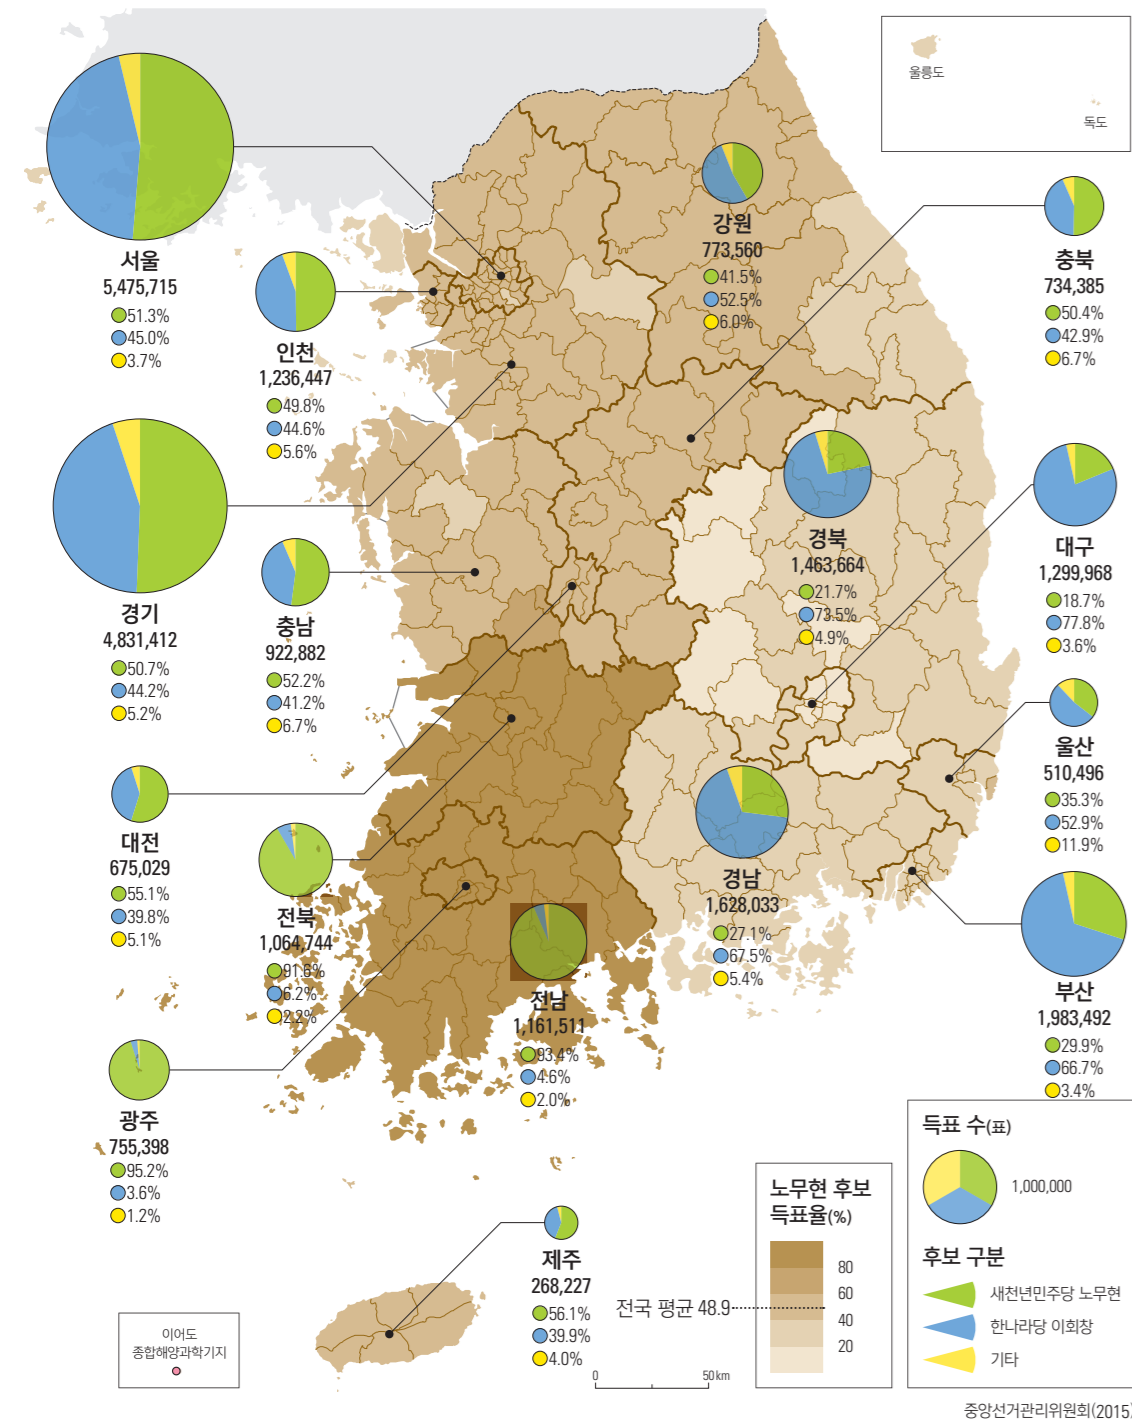 울릉도
독도
서울
5,475,715
51.3%
45.0%
3.7%
인천
1,236,447
49.8%
44.6%
5.6%
강원
773,560
41.5%
52.5%
6.0%
충북
734,385
50.4%
42.9%
6.7%
경기
4,831,412
50.7%
44.2%
5.2%
충남
922,882
52.2%
41.2%
6.7%
경북
1,463,664
21.7%
73.5%
4.9%
대구
1,299,968
18.7%
77.8%
3.6%
울산
510,496
35.3%
52.9%
11.9%
대전
675,029
55.1%
39.8%
5.1%
전북
1,064,744
91.6%
6.2%
2.2%
경남
1,628,033
27.1%
67.5%
5.4%
부산
1,983,492
29.9%
66.7%
3.4%
전남
1,161,511
93.4%
4.6%
2.0%
광주
755,398
95.2%
3.6%
1.2%
제주
268,227
56.1%
39.9%
4.0%
이어도
종합해양과학기지
0 50km
노무현 후보
득표율(%)
80
60
전국 평균 48.9
40
20
득표 수(표)
1,000,000
후보 구분
새천년민주당 노무현
한나라당 이회창
기타
중앙선거관리위원회(2015)